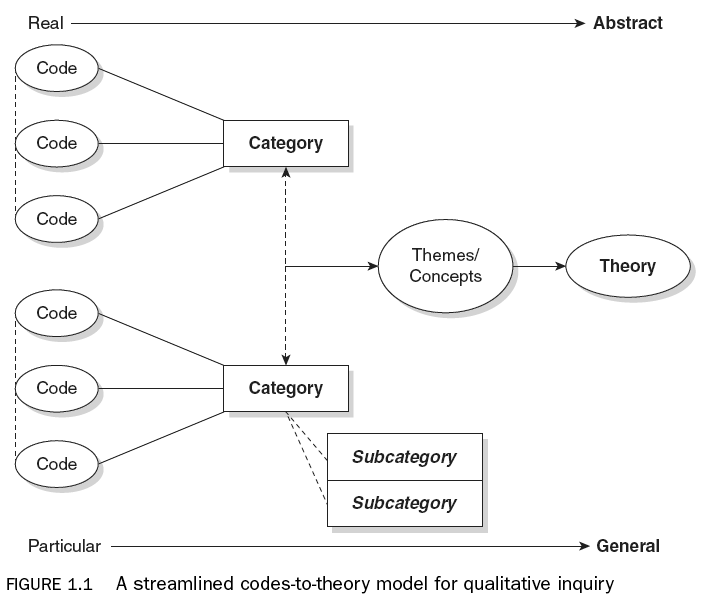 Real
Abstract
Code
Code
Category
Code
Themes/
Concepts
Theory
Code
Code
Category
Code
Subcategory
Subcategory
Particular
General
FIGURE 1.1 A streamlined codes-to-theory model for qualitative inquiry